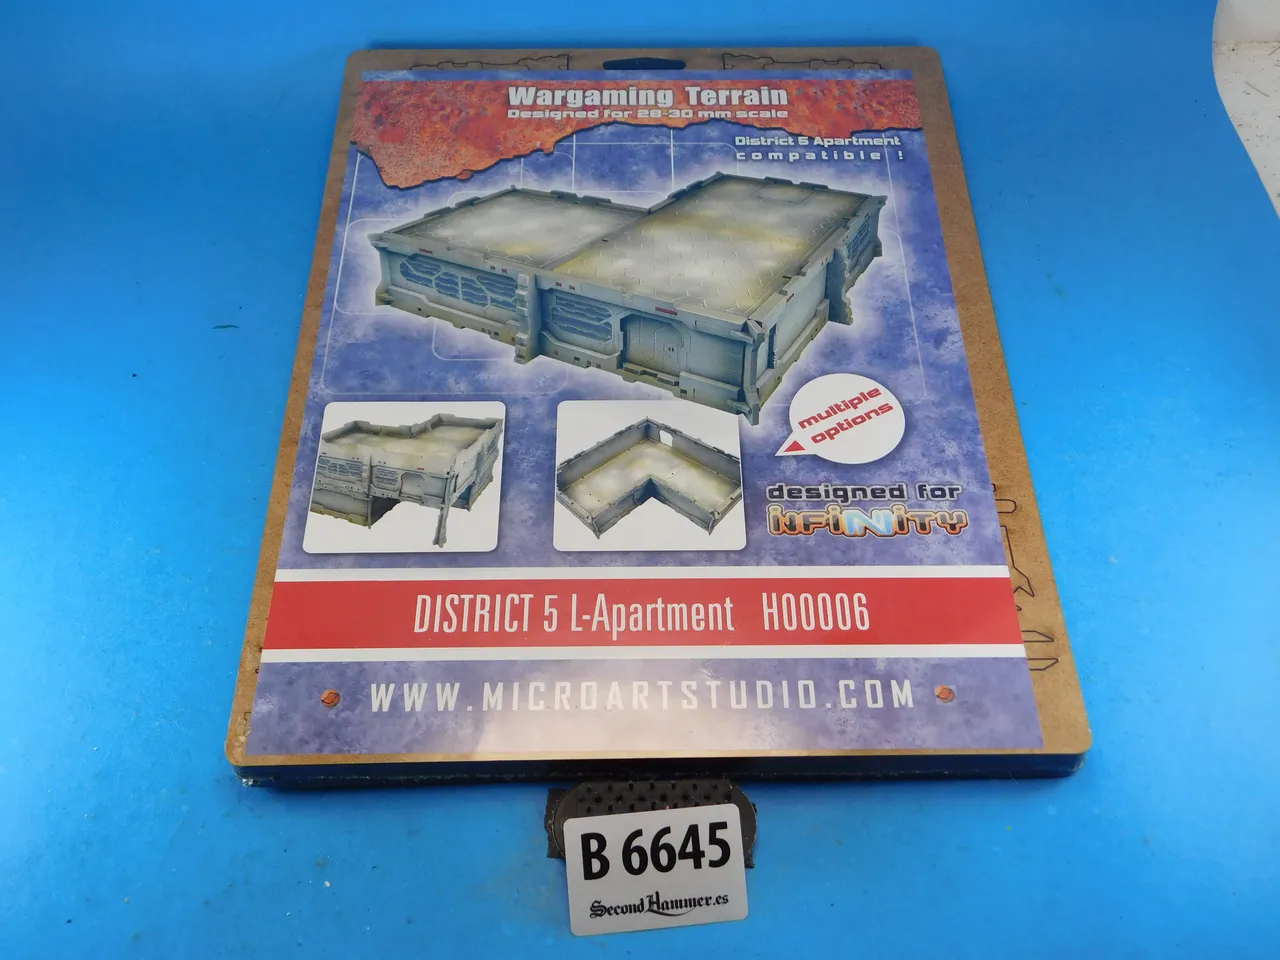 Wargaming Terrain
Designed for 28-30 mm scale
District 5 Apartment
compatible !
multiple
options
designed for
iNFiNiTY
DISTRICT 5 L-Apartment H00006
WWW.MICROARTSTUDIO.COM
B 6645
SecondHammer.es